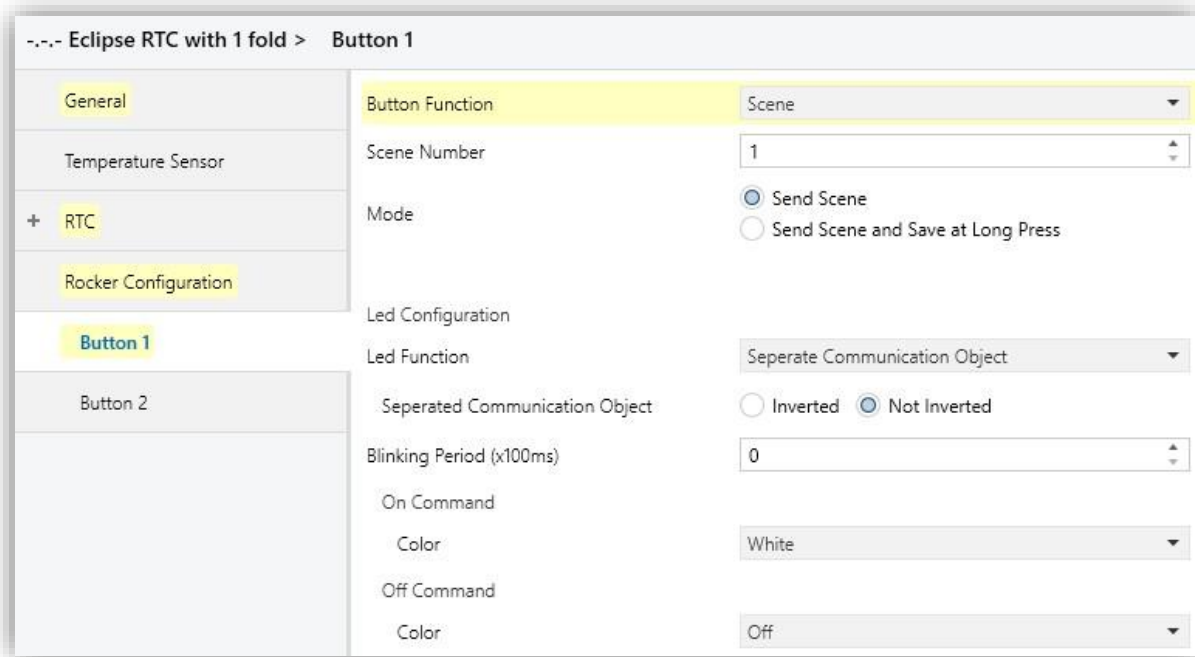 -.-.- Eclipse RTC with 1 fold > Button 1
General
Temperature Sensor
+ RTC
Rocker Configuration
Button 1
Button 2
Button Function Scene
Scene Number 1
Mode Send Scene
Send Scene and Save at Long Press
Led Configuration
Led Function Seperate Communication Object
Seperated Communication Object Inverted Not Inverted
Blinking Period (x100ms) 0
On Command
Color White
Off Command
Color Off